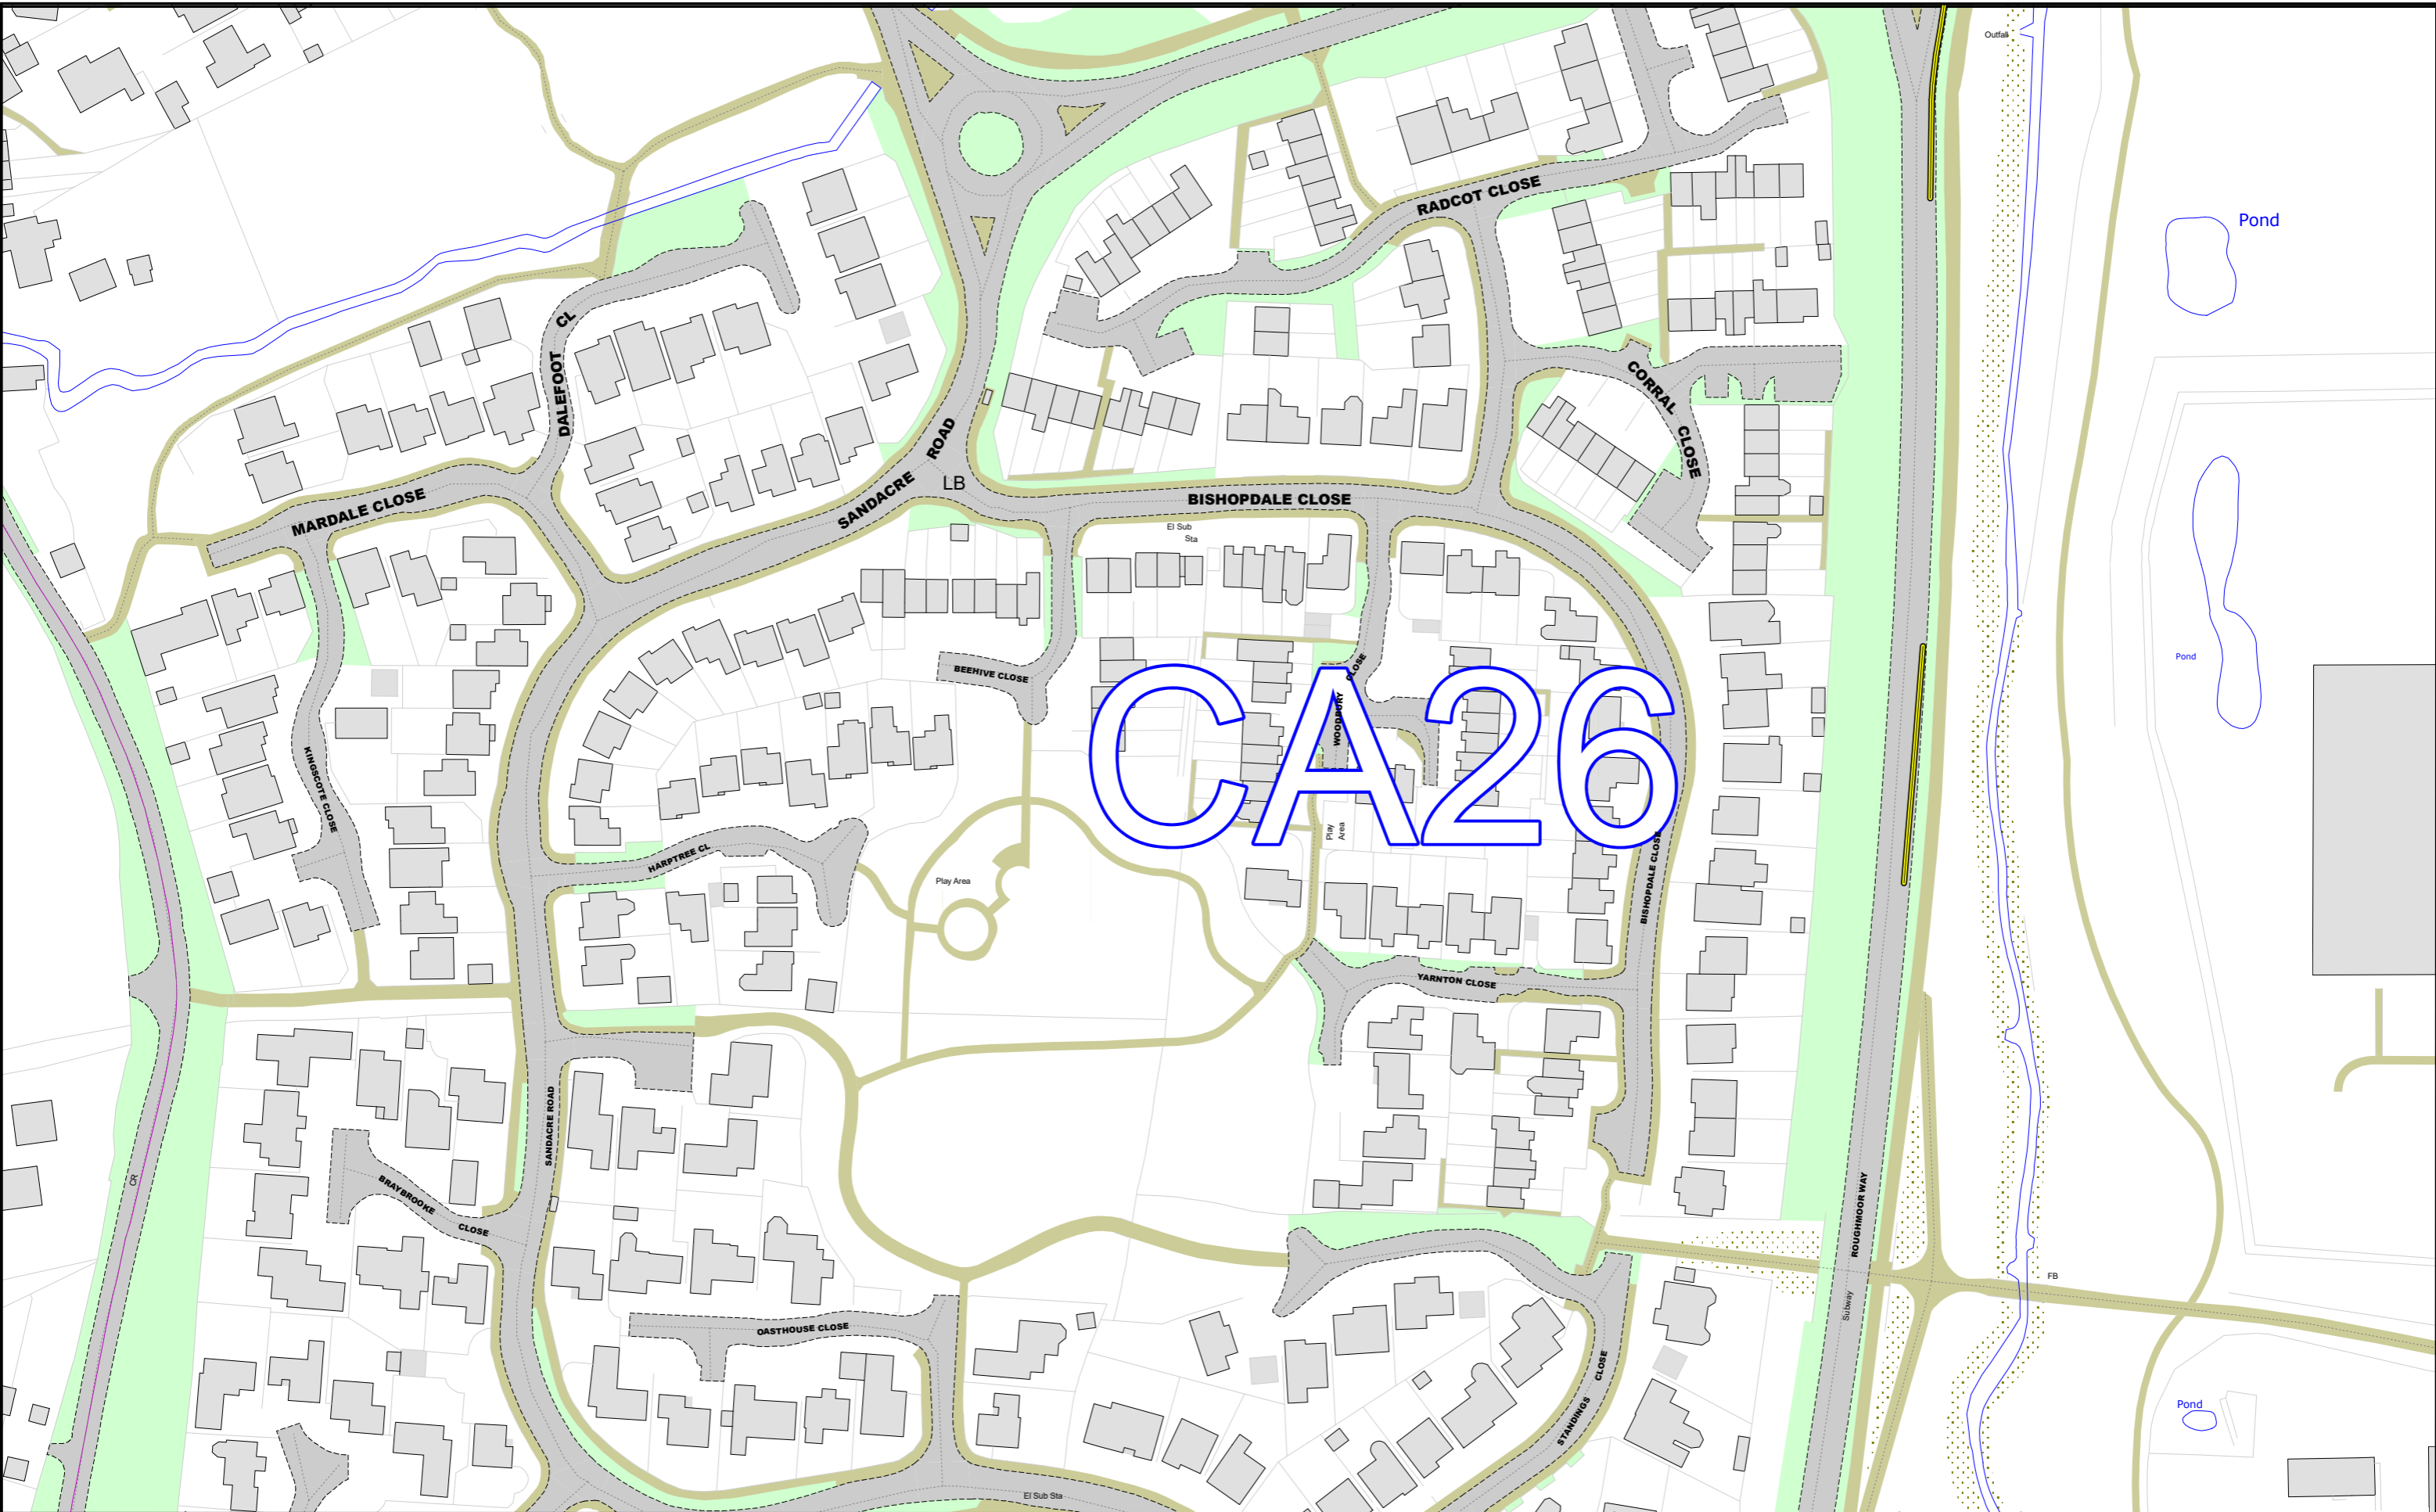 Outfall
RADCOT CLOSE
Pond
DALEFOOT CL
CORRAL CLOSE
SANDACRE ROAD
LB
MARDALE CLOSE
BISHOPDALE CLOSE
El Sub
Sta
BEEHIVE CLOSE
WOODBURY CLOSE
Pond
CA26
KINGSCOTE CLOSE
Play
Area
HARPTREE CL
BISHOPDALE CLOSE
Play Area
YARNTON CLOSE
SANDACRE ROAD
CR
BRAYBROOKE CLOSE
ROUGHMOOR WAY
FB
Subway
OASTHOUSE CLOSE
STANDINGS CLOSE
Pond
El Sub Sta